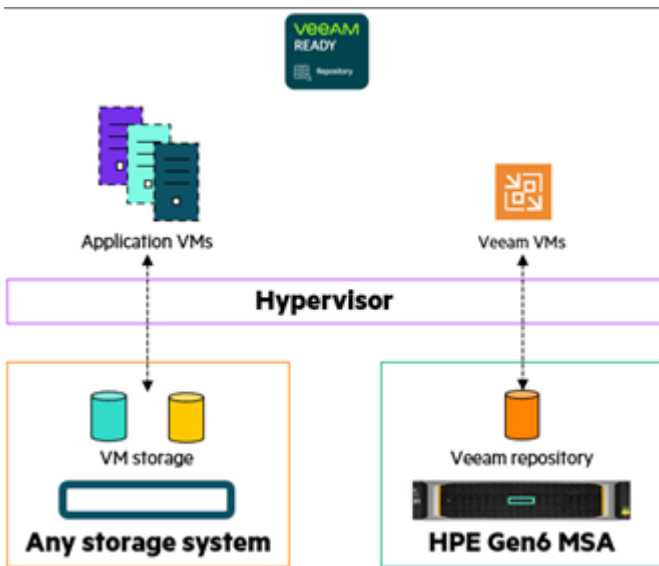 veeAM
READY
Repository
Application VMs
Veeam VMs
Hypervisor
VM storage
Veeam repository
Any storage system
HPE Gen6 MSA